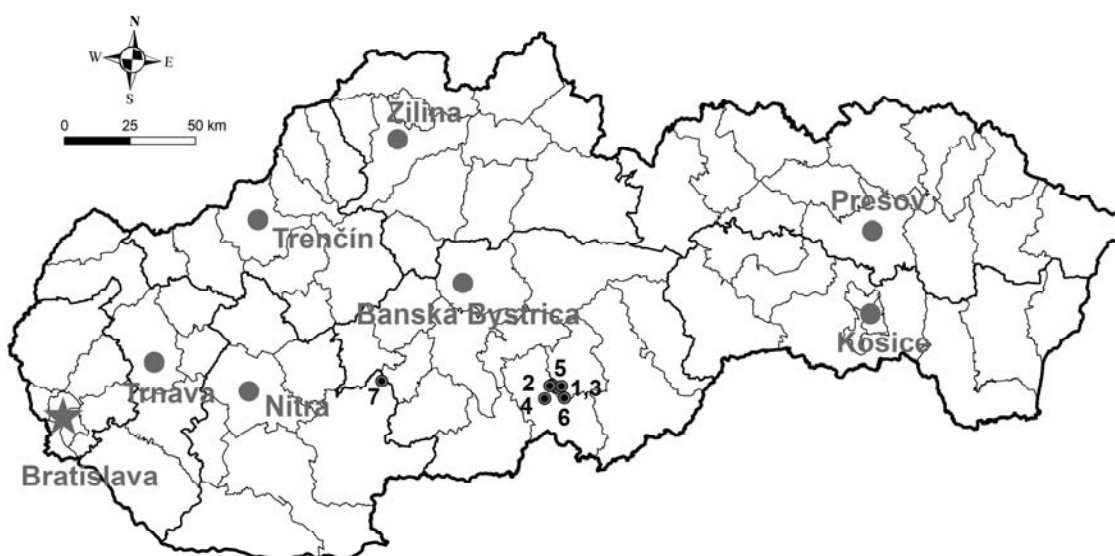 N
W E
S
0 25 50 km
Zilina
Prešov
Trenčín
Banská Bystrica
Košice
5
2 1,3
7
4 6
Trnava
Nitra
Bratislava